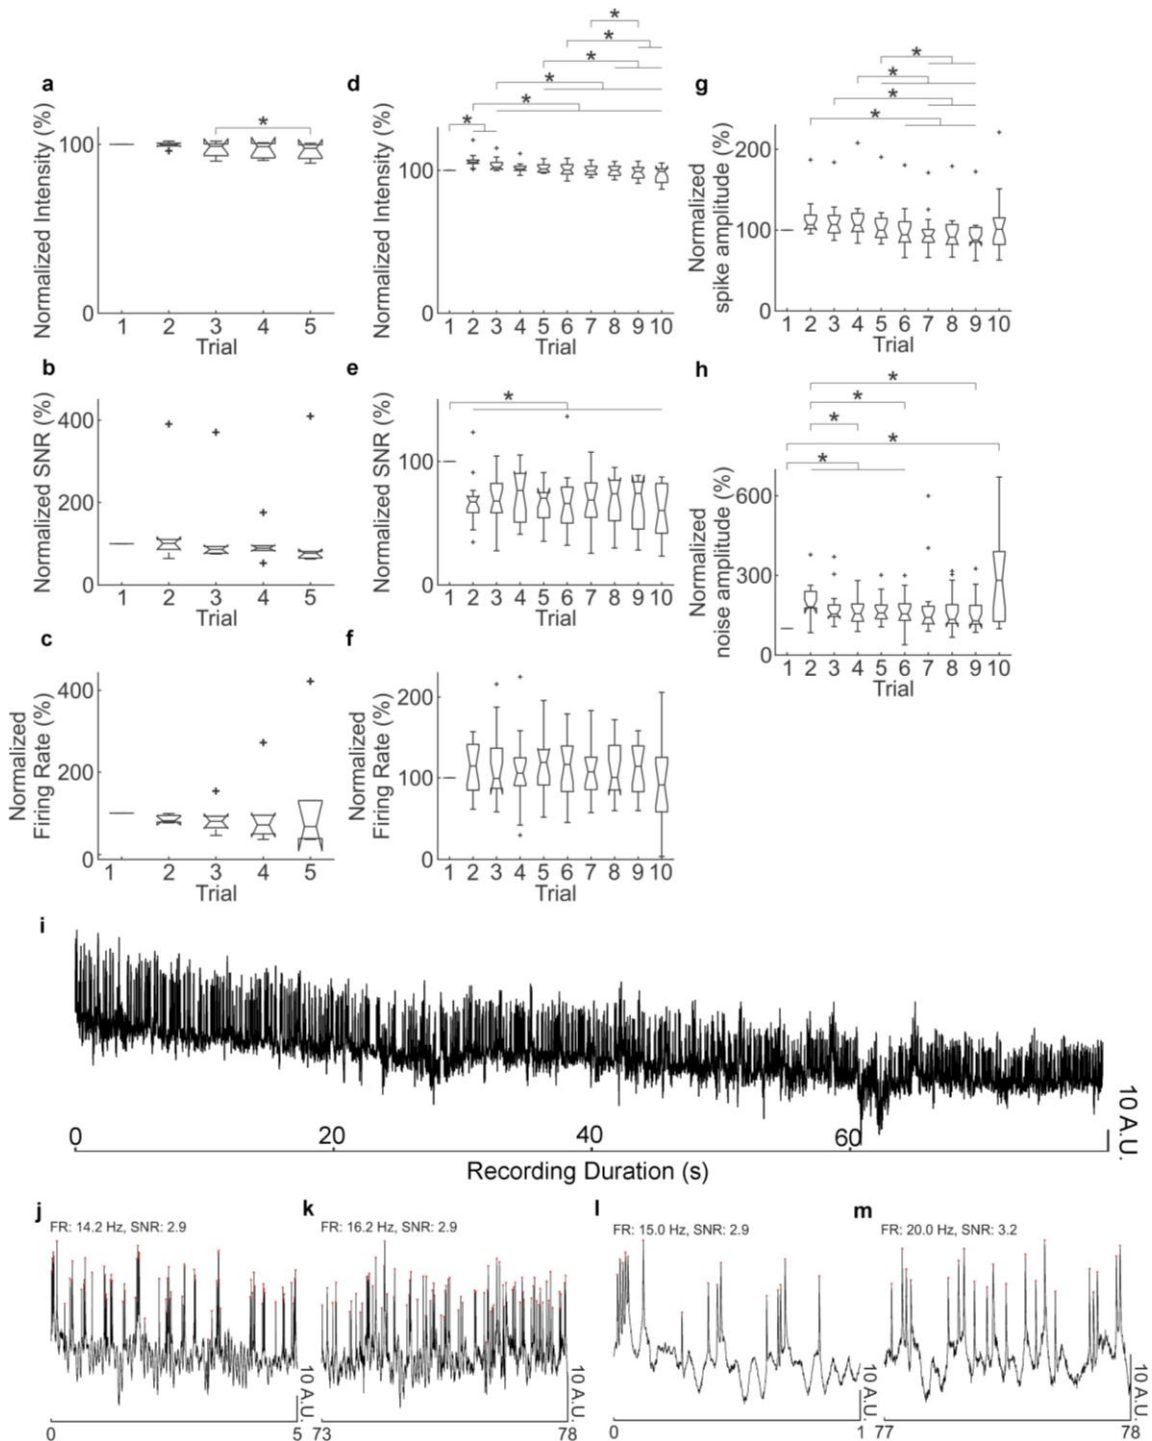 a
Normalized Intensity (%)
100
0
*
1 2 3 4 5
Trial
d
Normalized Intensity (%)
100
0
*
*
*
*
*
*
1 2 3 4 5 6 7 8 9 10
Trial
g
Normalized
spike amplitude (%)
200
100
0
*
*
*
*
1 2 3 4 5 6 7 8 9 10
Trial
b
Normalized SNR (%)
400
200
0
1 2 3 4 5
Trial
e
Normalized SNR (%)
100
0
*
1 2 3 4 5 6 7 8 9 10
Trial
h
Normalized
noise amplitude (%)
600
300
0
*
*
*
*
*
1 2 3 4 5 6 7 8 9 10
Trial
c
Normalized
Firing Rate (%)
400
200
0
1 2 3 4 5
Trial
f
Normalized
Firing Rate (%)
200
100
0
1 2 3 4 5 6 7 8 9 10
Trial
i
0 20 40 60
10 A.U.
Recording Duration (s)
j
FR: 14.2 Hz, SNR: 2.9
10 A.U.
0 5
k
FR: 16.2 Hz, SNR: 2.9
10 A.U.
73 78
l
FR: 15.0 Hz, SNR: 2.9
10 A.U.
0 1
m
FR: 20.0 Hz, SNR: 3.2
10 A.U.
77 78